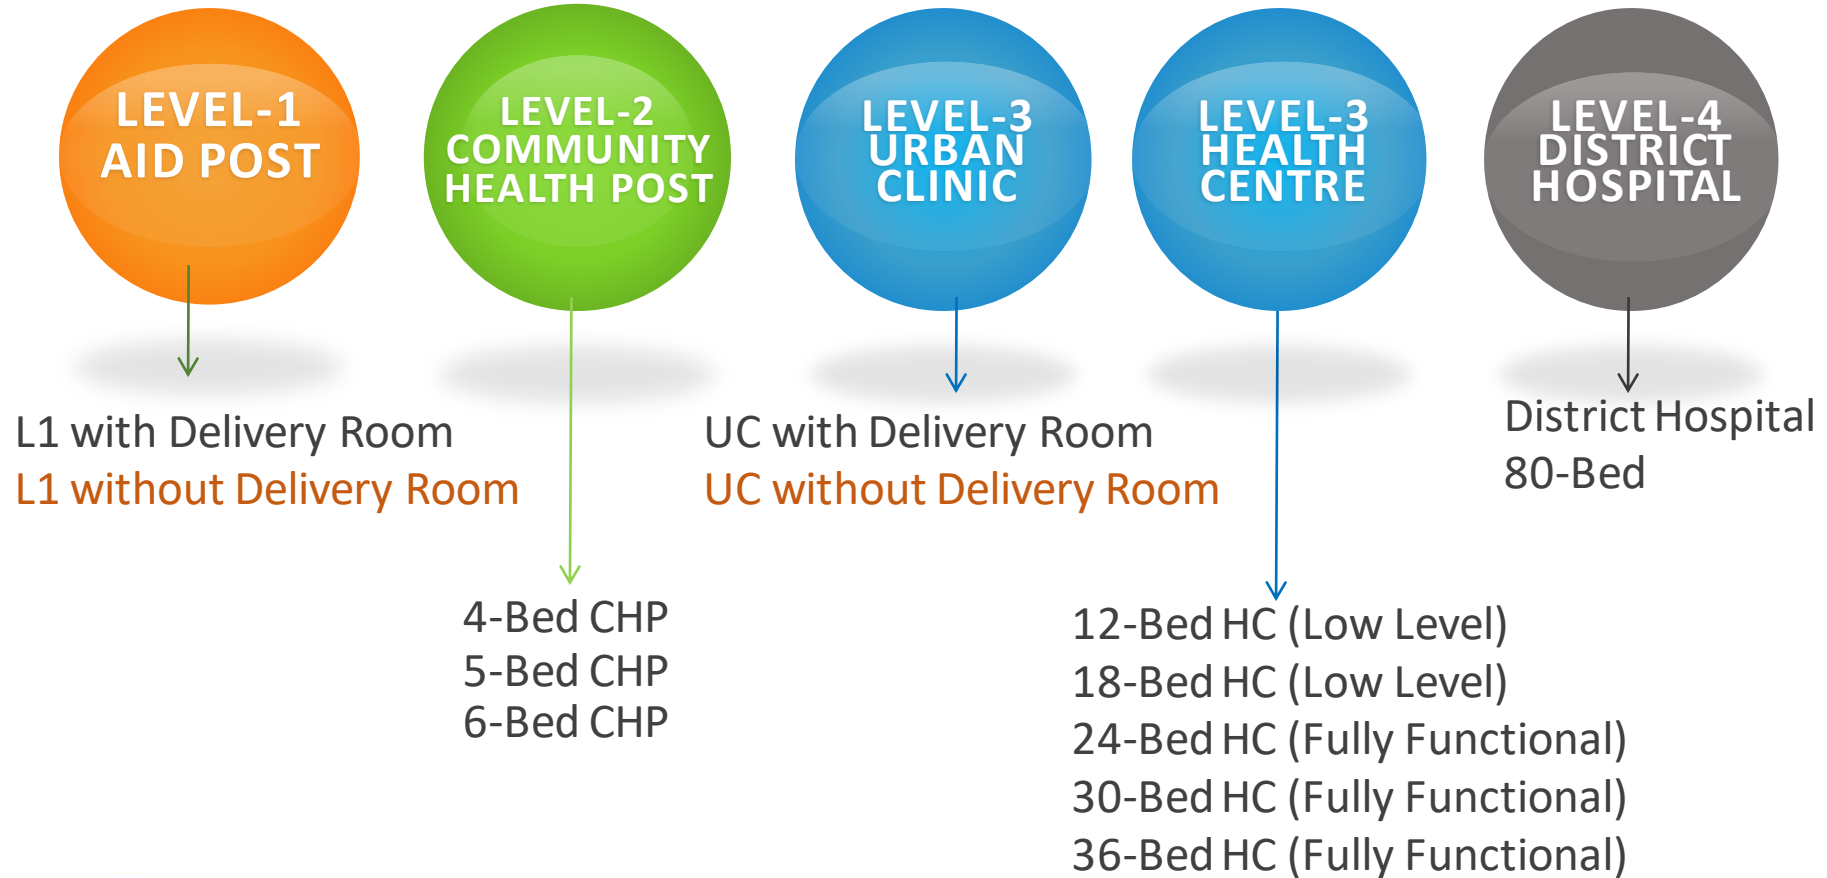 LEVEL-1
AID POST
LEVEL-2
COMMUNITY
HEALTH POST
LEVEL-3
URBAN
CLINIC
LEVEL-3
HEALTH
CENTRE
LEVEL-4
DISTRICT
HOSPITAL
L1 with Delivery Room
L1 without Delivery Room
4-Bed CHP
5-Bed CHP
6-Bed CHP
UC with Delivery Room
UC without Delivery Room
12-Bed HC (Low Level)
18-Bed HC (Low Level)
24-Bed HC (Fully Functional)
30-Bed HC (Fully Functional)
36-Bed HC (Fully Functional)
District Hospital
80-Bed